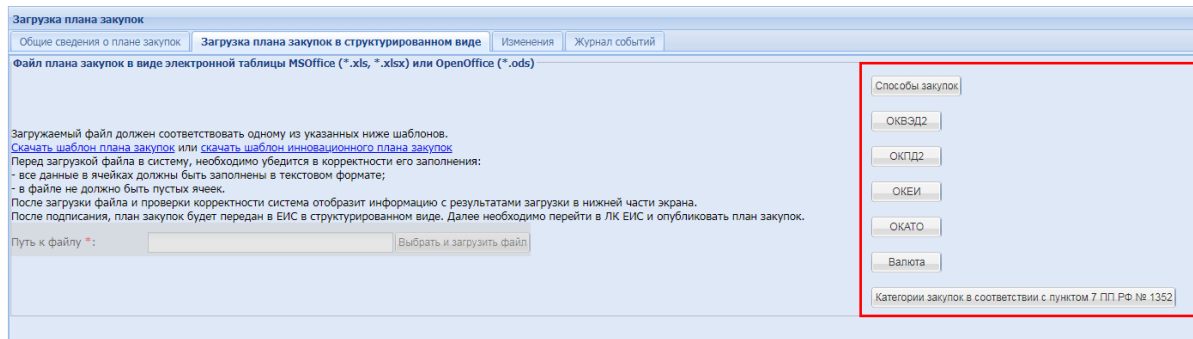 Загрузка плана закупок
Общие сведения о плане закупок
Загрузка плана закупок в структурированном виде
Изменения
Журнал событий
Файл плана закупок в виде электронной таблицы MSOffice (*.xls, *.xlsx) или OpenOffice (*.ods)
Загружаемый файл должен соответствовать одному из указанных ниже шаблонов.
Скачать шаблон плана закупок или скачать шаблон инновационного плана закупок
Перед загрузкой файла в систему, необходимо убедится в корректности его заполнения:
- все данные в ячейках должны быть заполнены в текстовом формате;
- в файле не должно быть пустых ячеек.
После загрузки файла и проверки корректности система отобразит информацию с результатами загрузки в нижней части экрана.
После подписания, план закупок будет передан в ЕИС в структурированном виде. Далее необходимо перейти в ЛК ЕИС и опубликовать план закупок.
Путь к файлу *:
Выбрать и загрузить файл
Способы закупок
ОКВЭД2
ОКПД2
ОКЕИ
ОКАТО
Валюта
Категории закупок в соответствии с пунктом 7 ПП РФ № 1352